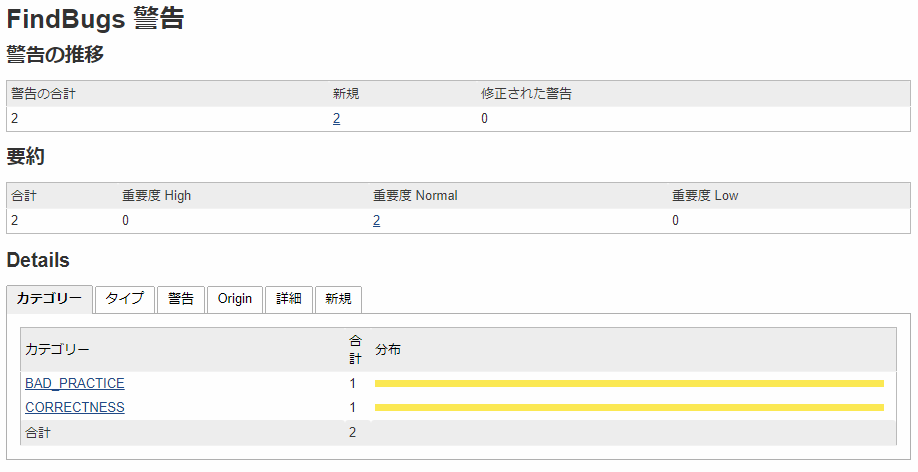 FindBugs 警告
警告の推移
警告の合計 新規 修正された警告
2 2 0
要約
合計 重要度 High 重要度 Normal 重要度 Low
2 0 2 0
Details
カテゴリー タイプ 警告 Origin 詳細 新規
カテゴリー 合計 分布
BAD_PRACTICE 1
CORRECTNESS 1
合計 2